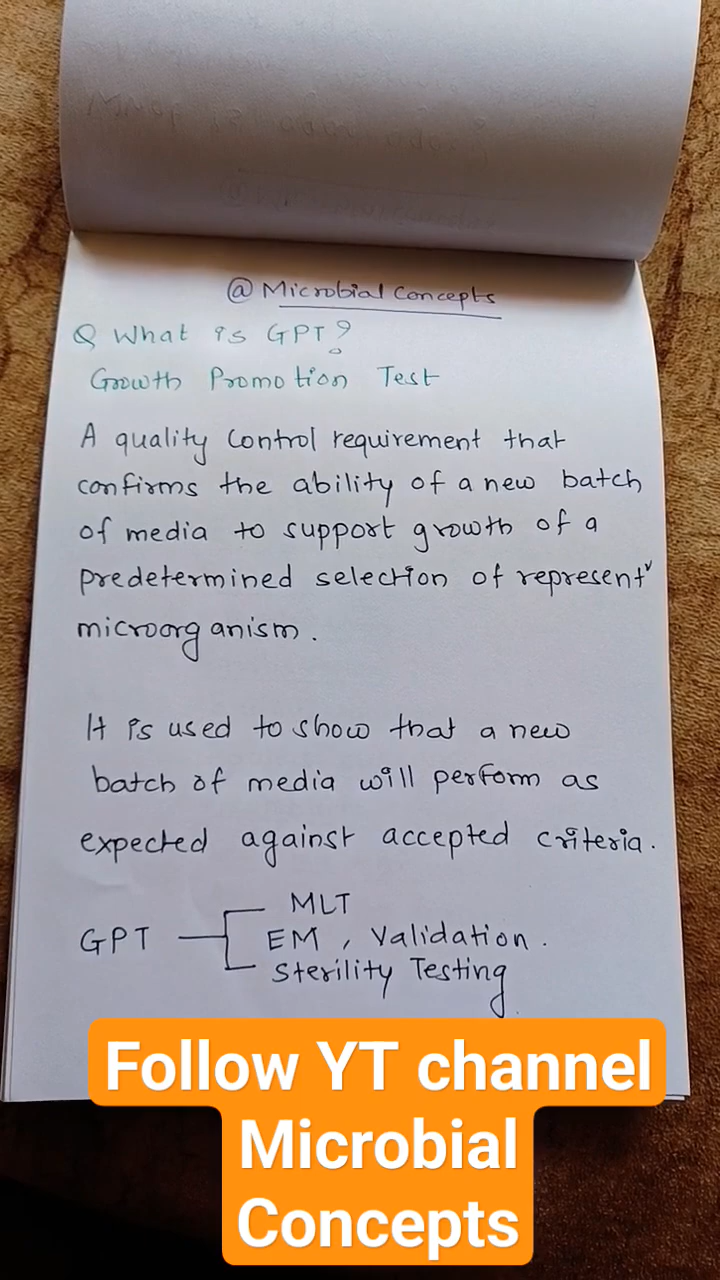 @ Microbial Concepts
Q What is GPT?
Growth Promotion Test
A quality control requirement that
confirms the ability of a new batch
of media to support growth of a
predetermined selection of represent✓
microorganism.
It is used to show that a new
batch of media will perform as
expected against accepted criteria.
GPT
MLT
EM, Validation.
Sterility Testing
Follow YT channel
Microbial
Concepts